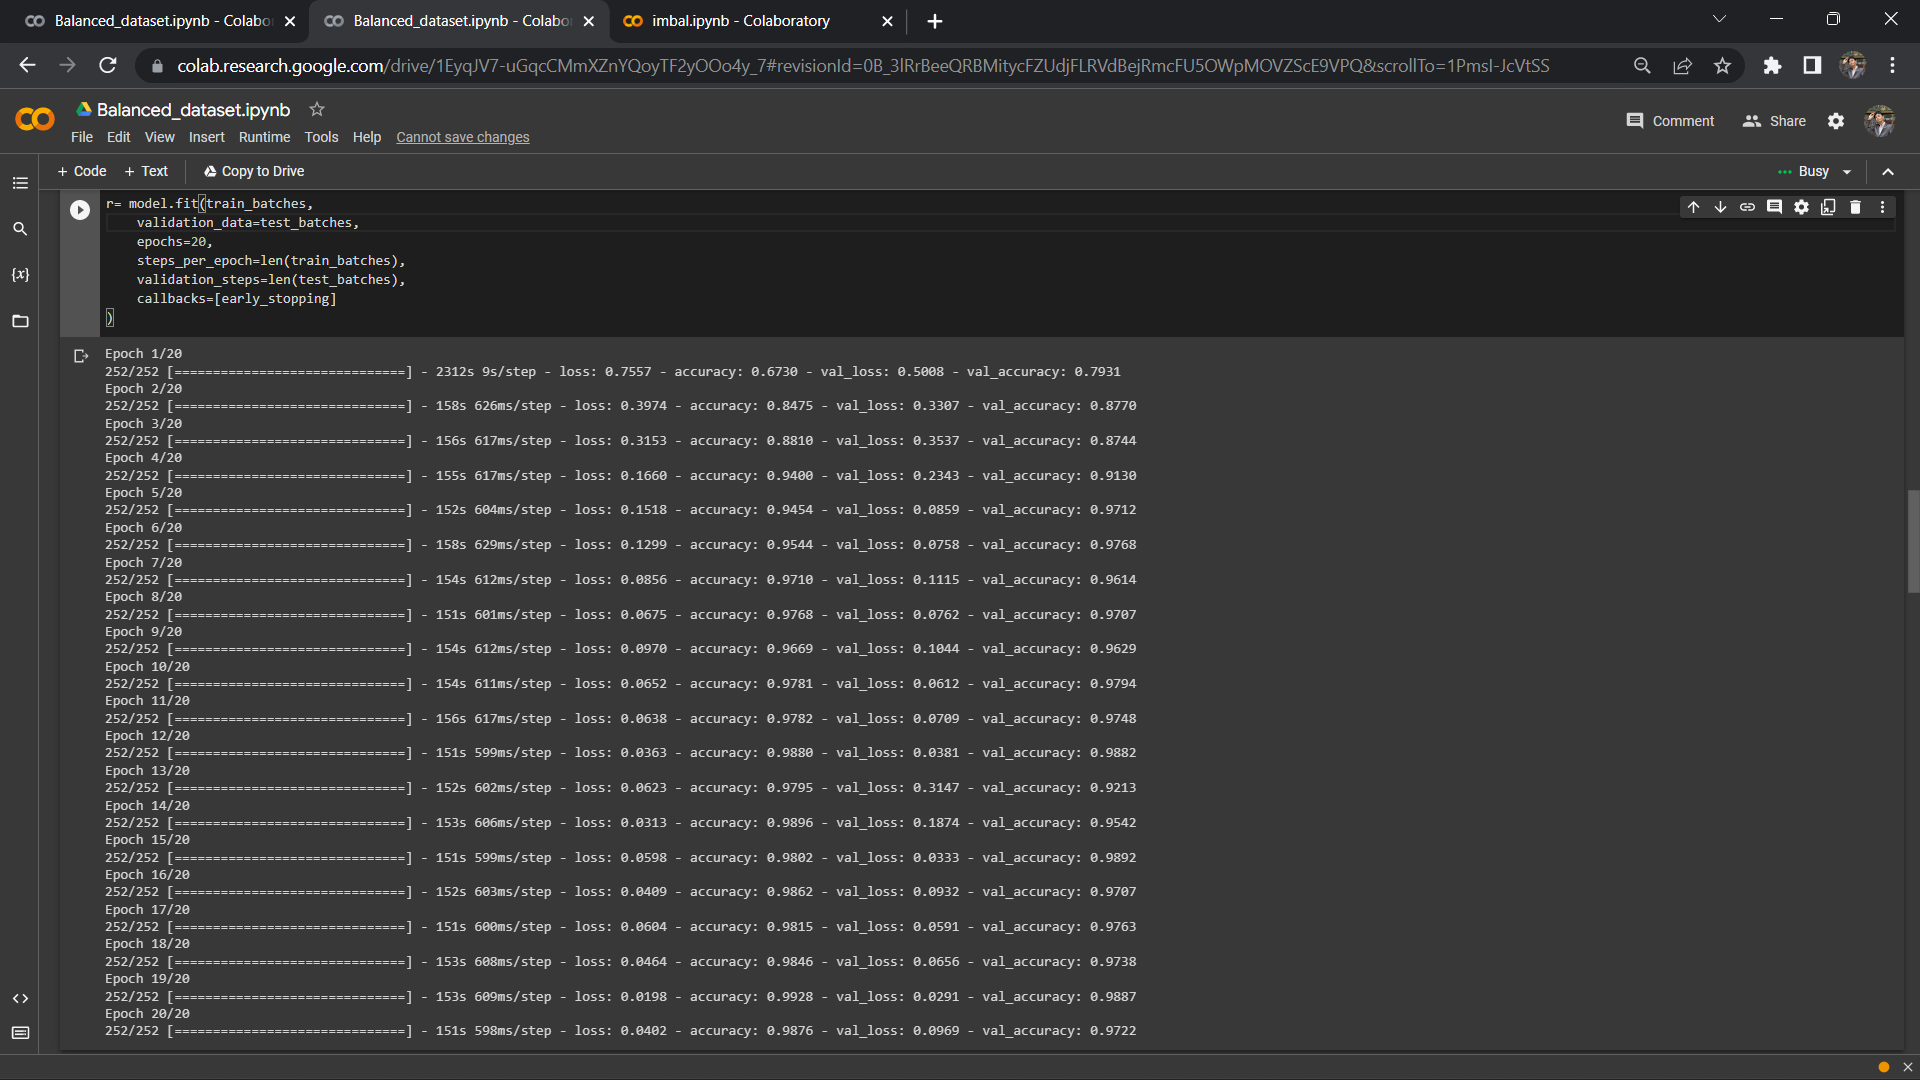 Balanced_dataset.ipynb - Colabo
Balanced_dataset.ipynb - Colabo
imbal.ipynb - Colaboratory
colab.research.google.com/drive/1EyqJV7-uGqcCMmXZnYQoyTF2yOOo4y_7#revisionId=0B_3lRrBeeQRBMitycFZUdjFLRVdBejRmcFU5OWpMOVZScE9VPQ&scrollTo=1PmsI-JcVtSS
Balanced_dataset.ipynb
File Edit View Insert Runtime Tools Help Cannot save changes
Comment Share
+ Code + Text Copy to Drive
Busy
{x}
r= model.fit(train_batches,
validation_data=test_batches,
epochs=20,
steps_per_epoch=len(train_batches),
validation_steps=len(test_batches),
callbacks=[early_stopping]
)
Epoch 1/20
252/252 [==============================] - 2312s 9s/step - loss: 0.7557 - accuracy: 0.6730 - val_loss: 0.5008 - val_accuracy: 0.7931
Epoch 2/20
252/252 [==============================] - 158s 626ms/step - loss: 0.3974 - accuracy: 0.8475 - val_loss: 0.3307 - val_accuracy: 0.8770
Epoch 3/20
252/252 [==============================] - 156s 617ms/step - loss: 0.3153 - accuracy: 0.8810 - val_loss: 0.3537 - val_accuracy: 0.8744
Epoch 4/20
252/252 [==============================] - 155s 617ms/step - loss: 0.1660 - accuracy: 0.9400 - val_loss: 0.2343 - val_accuracy: 0.9130
Epoch 5/20
252/252 [==============================] - 152s 604ms/step - loss: 0.1518 - accuracy: 0.9454 - val_loss: 0.0859 - val_accuracy: 0.9712
Epoch 6/20
252/252 [==============================] - 158s 629ms/step - loss: 0.1299 - accuracy: 0.9544 - val_loss: 0.0758 - val_accuracy: 0.9768
Epoch 7/20
252/252 [==============================] - 154s 612ms/step - loss: 0.0856 - accuracy: 0.9710 - val_loss: 0.1115 - val_accuracy: 0.9614
Epoch 8/20
252/252 [==============================] - 151s 601ms/step - loss: 0.0675 - accuracy: 0.9768 - val_loss: 0.0762 - val_accuracy: 0.9707
Epoch 9/20
252/252 [==============================] - 154s 612ms/step - loss: 0.0970 - accuracy: 0.9669 - val_loss: 0.1044 - val_accuracy: 0.9629
Epoch 10/20
252/252 [==============================] - 154s 611ms/step - loss: 0.0652 - accuracy: 0.9781 - val_loss: 0.0612 - val_accuracy: 0.9794
Epoch 11/20
252/252 [==============================] - 156s 617ms/step - loss: 0.0638 - accuracy: 0.9782 - val_loss: 0.0709 - val_accuracy: 0.9748
Epoch 12/20
252/252 [==============================] - 151s 599ms/step - loss: 0.0363 - accuracy: 0.9880 - val_loss: 0.0381 - val_accuracy: 0.9882
Epoch 13/20
252/252 [==============================] - 152s 602ms/step - loss: 0.0623 - accuracy: 0.9795 - val_loss: 0.3147 - val_accuracy: 0.9213
Epoch 14/20
252/252 [==============================] - 153s 606ms/step - loss: 0.0313 - accuracy: 0.9896 - val_loss: 0.1874 - val_accuracy: 0.9542
Epoch 15/20
252/252 [==============================] - 151s 599ms/step - loss: 0.0598 - accuracy: 0.9802 - val_loss: 0.0333 - val_accuracy: 0.9892
Epoch 16/20
252/252 [==============================] - 152s 603ms/step - loss: 0.0409 - accuracy: 0.9862 - val_loss: 0.0932 - val_accuracy: 0.9707
Epoch 17/20
252/252 [==============================] - 151s 600ms/step - loss: 0.0604 - accuracy: 0.9815 - val_loss: 0.0591 - val_accuracy: 0.9763
Epoch 18/20
252/252 [==============================] - 153s 608ms/step - loss: 0.0464 - accuracy: 0.9846 - val_loss: 0.0656 - val_accuracy: 0.9738
Epoch 19/20
252/252 [==============================] - 153s 609ms/step - loss: 0.0198 - accuracy: 0.9928 - val_loss: 0.0291 - val_accuracy: 0.9887
Epoch 20/20
252/252 [==============================] - 151s 598ms/step - loss: 0.0402 - accuracy: 0.9876 - val_loss: 0.0969 - val_accuracy: 0.9722